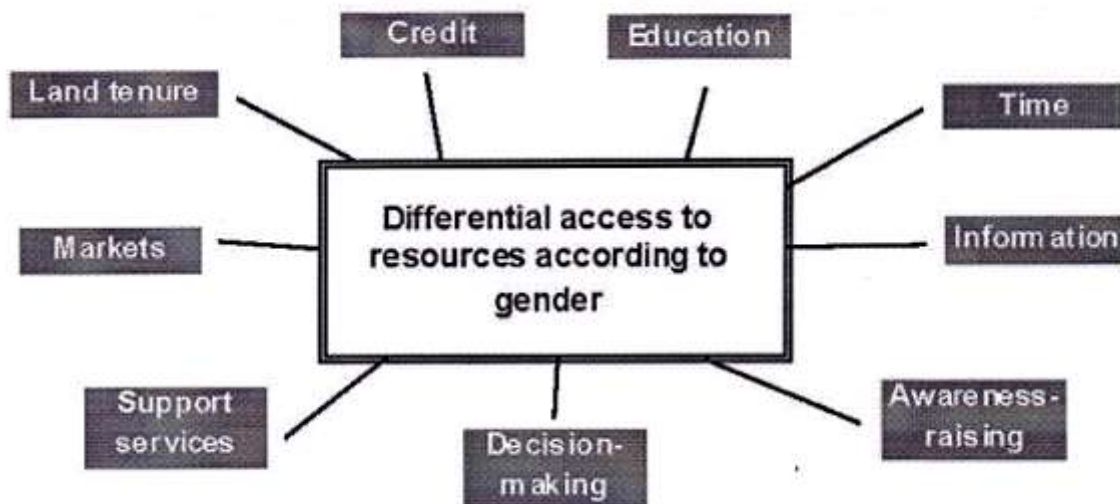 Credit
Education
Land tenure
Time
Differential access to
resources according to
gender
Markets
Information
Support
services
Decision-
making
Awareness-
raising